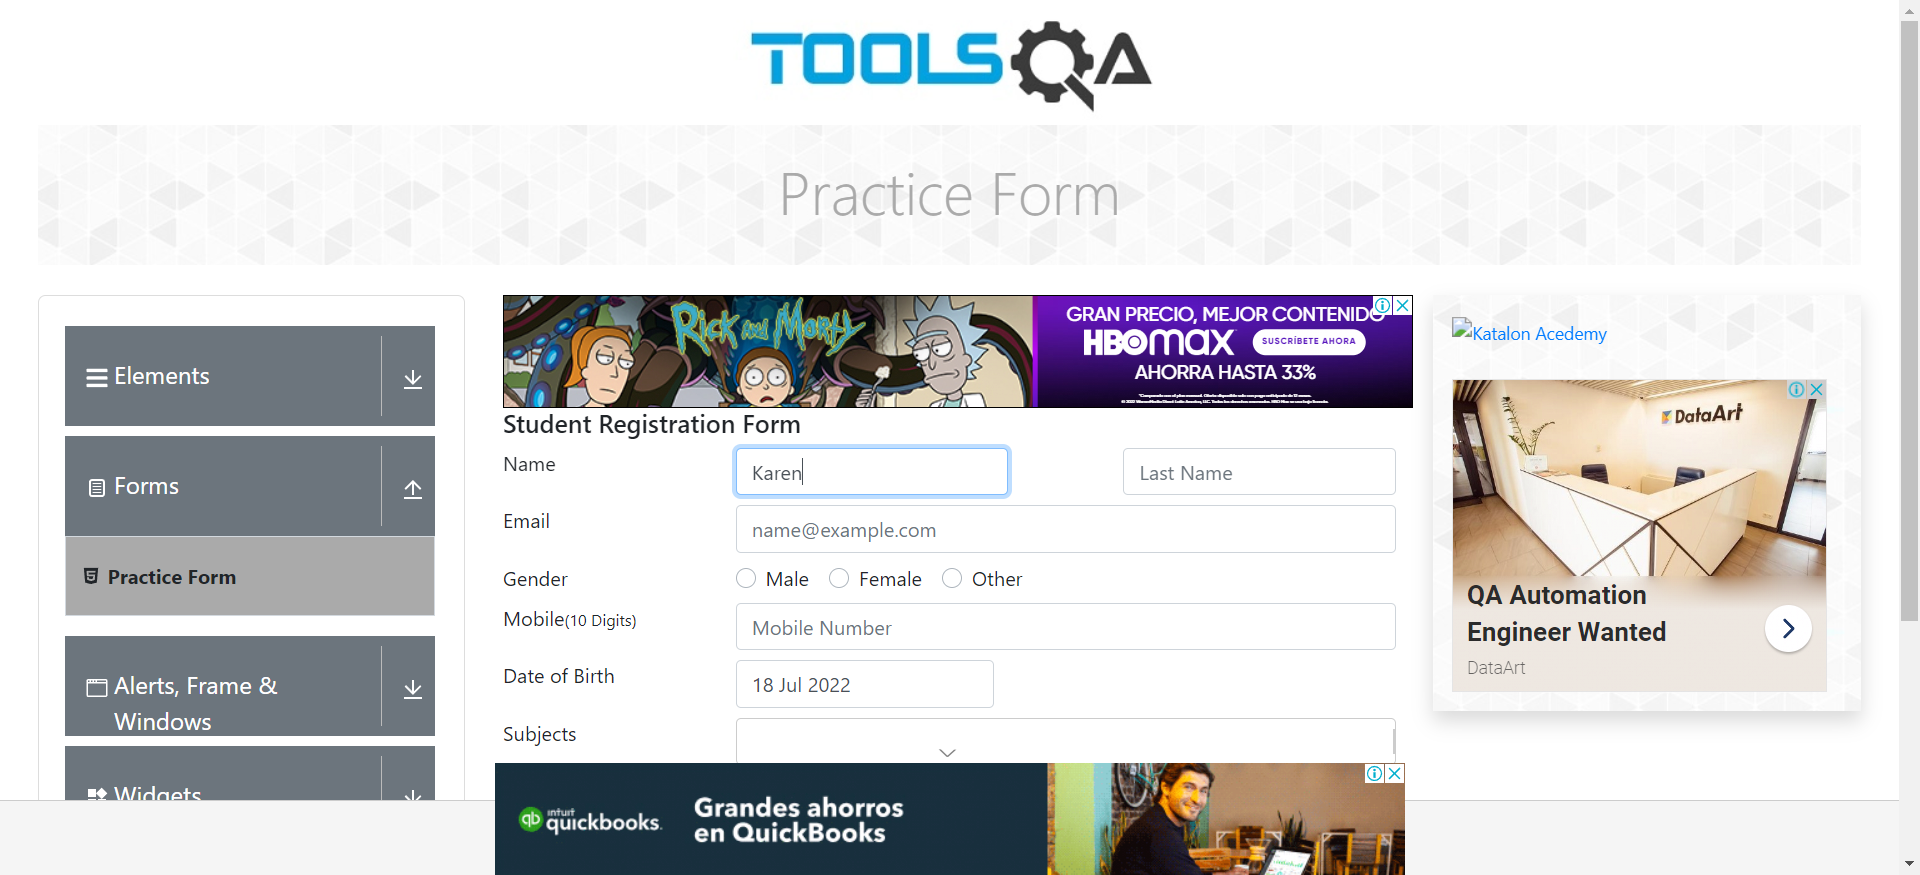 TOOLSQA
Practice Form
Elements
Forms
Practice Form
Alerts, Frame &
Windows
Widgets
Rick and Morty
GRAN PRECIO, MEJOR CONTENIDO
HBOMAX
SUSCRÍBETE AHORA
AHORRA HASTA 33%
Student Registration Form
Name
Karen
Last Name
Email
name@example.com
Gender
Male
Female
Other
Mobile(10 Digits)
Mobile Number
Date of Birth
18 Jul 2022
Subjects
intuit
qb quickbooks.
Grandes ahorros
en QuickBooks
Katalon Acedemy
DataArt
QA Automation
Engineer Wanted
DataArt